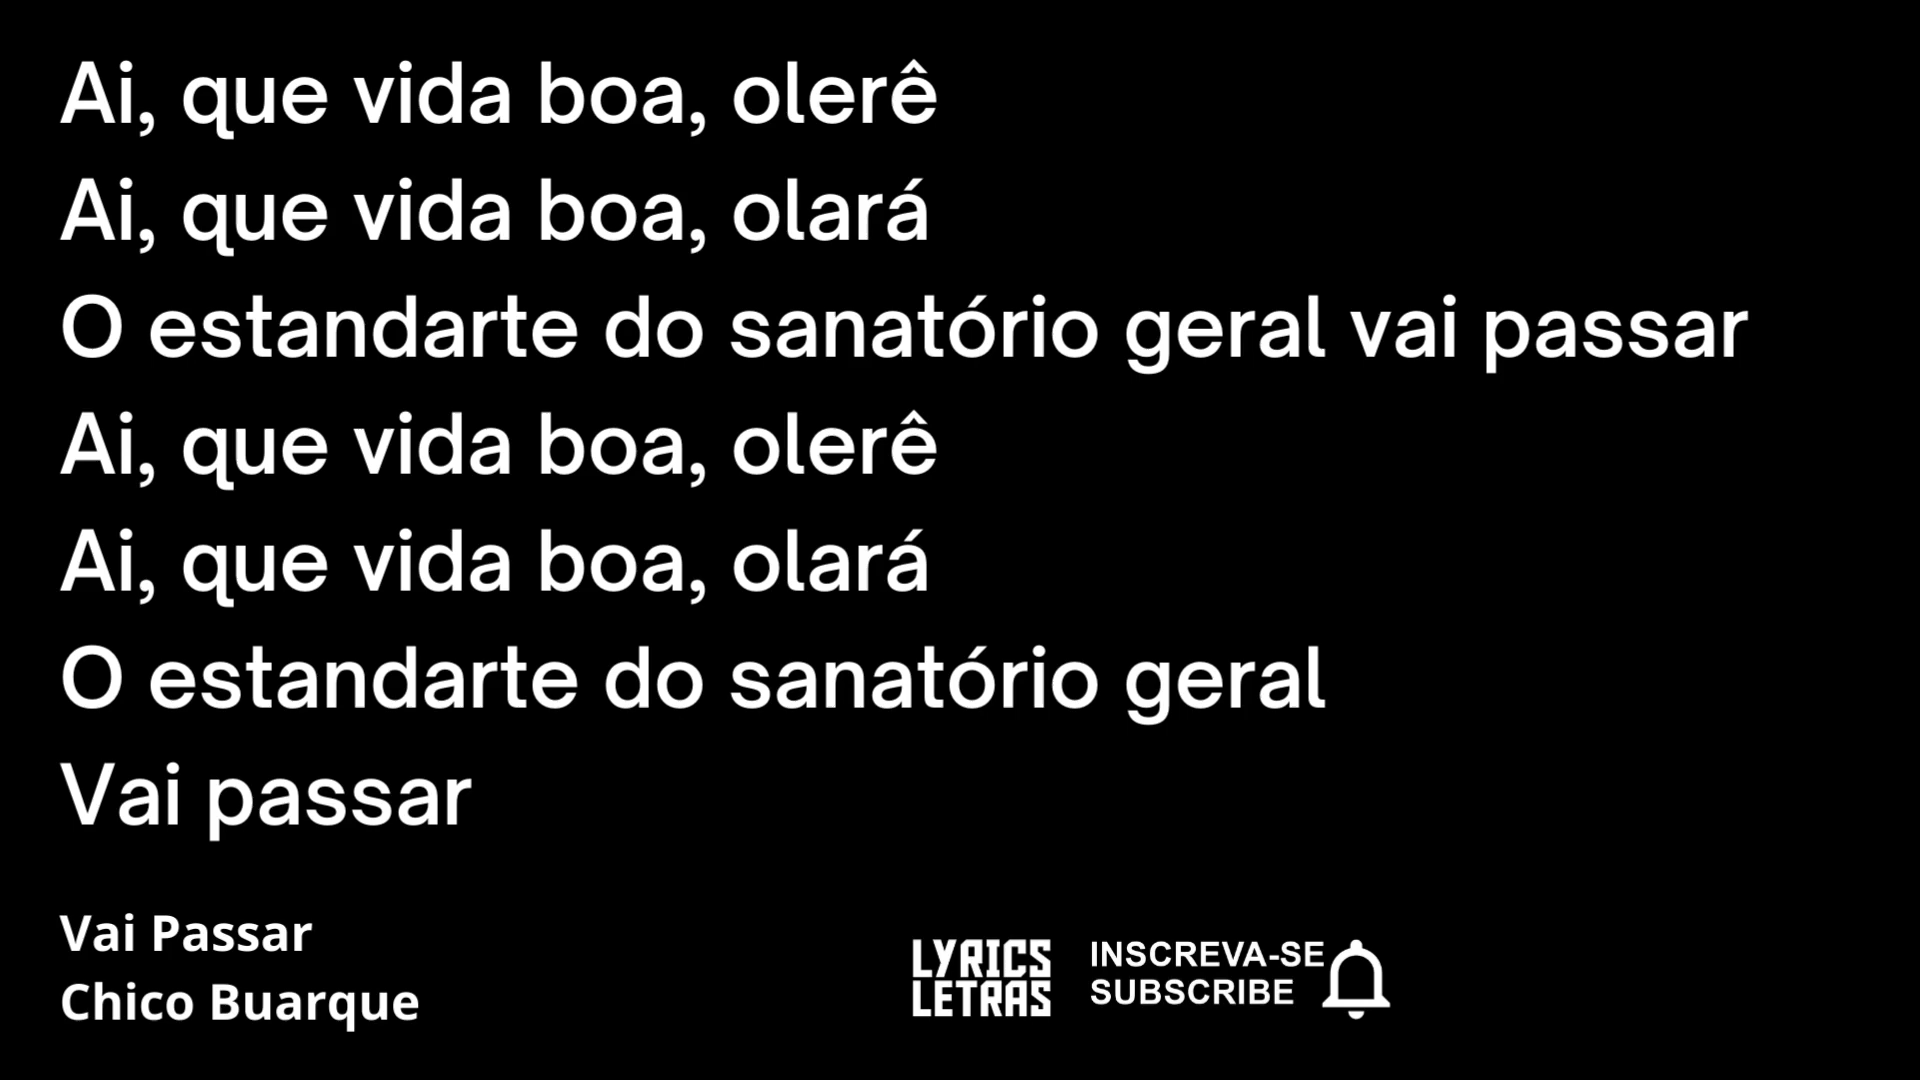 Ai, que vida boa, olerê
Ai, que vida boa, olará
O estandarte do sanatório geral vai passar
Ai, que vida boa, olerê
Ai, que vida boa, olará
O estandarte do sanatório geral
Vai passar
Vai Passar
Chico Buarque
LYRICS
LETRAS
INSCREVA-SE
SUBSCRIBE